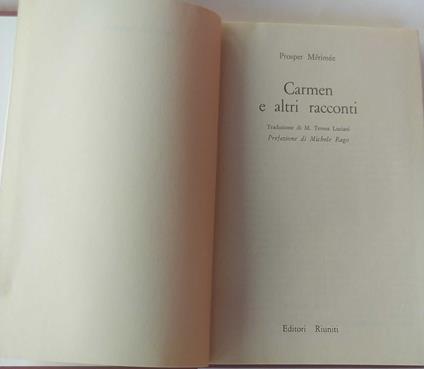 Prosper Mérimée
Carmen
e altri racconti
Traduzione di M. Teresa Luciani
Prefazione di Michele Rago
Editori Riuniti